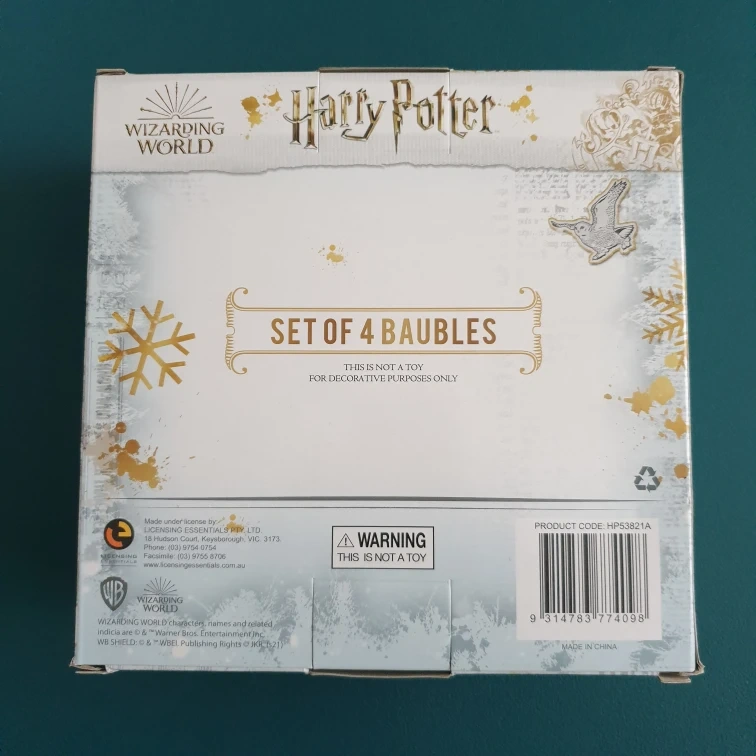 WIZARDING
WORLD
Harry Potter
SET OF 4 BAUBLES
THIS IS NOT A TOY
FOR DECORATIVE PURPOSES ONLY
Made under license by:
LICENSING ESSENTIALS PTY. LTD.
18 Hudson Court, Keysborough, VIC. 3173.
Phone: (03) 9754 0754
Facsimile: (03) 9755 8706
www.licensingessentials.com.au
LICENSING
ESSENTIALS
WB
WIZARDING
WORLD
WIZARDING WORLD characters, names and related
indicia are © & ™ Warner Bros. Entertainment Inc.
WB SHIELD: © & ™ WBEI. Publishing Rights © JKR. (s21)
WARNING
THIS IS NOT A TOY
PRODUCT CODE: HP53821A
9 314783 774098
MADE IN CHINA